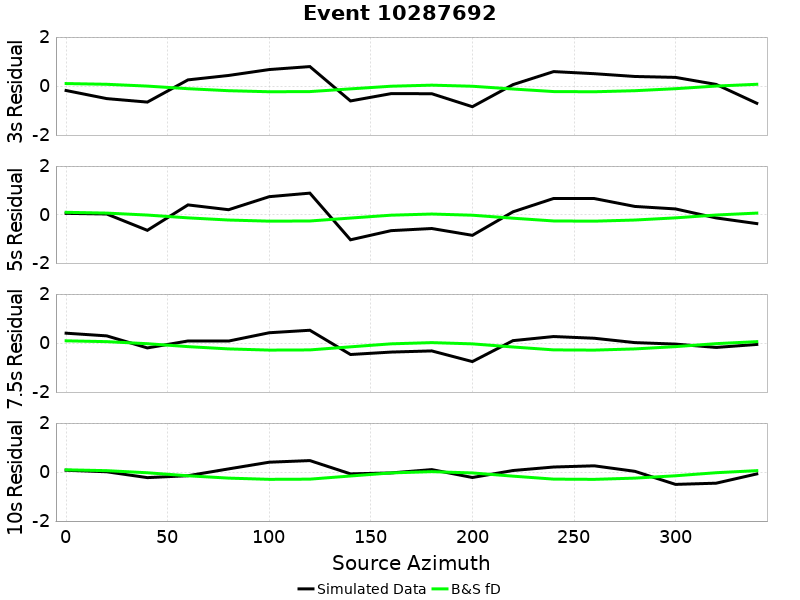 Event 10287692
3s Residual
2
0
-2
5s Residual
2
0
-2
7.5s Residual
2
0
-2
10s Residual
2
0
-2
0 50 100 150 200 250 300
Source Azimuth
Simulated Data B&S fD